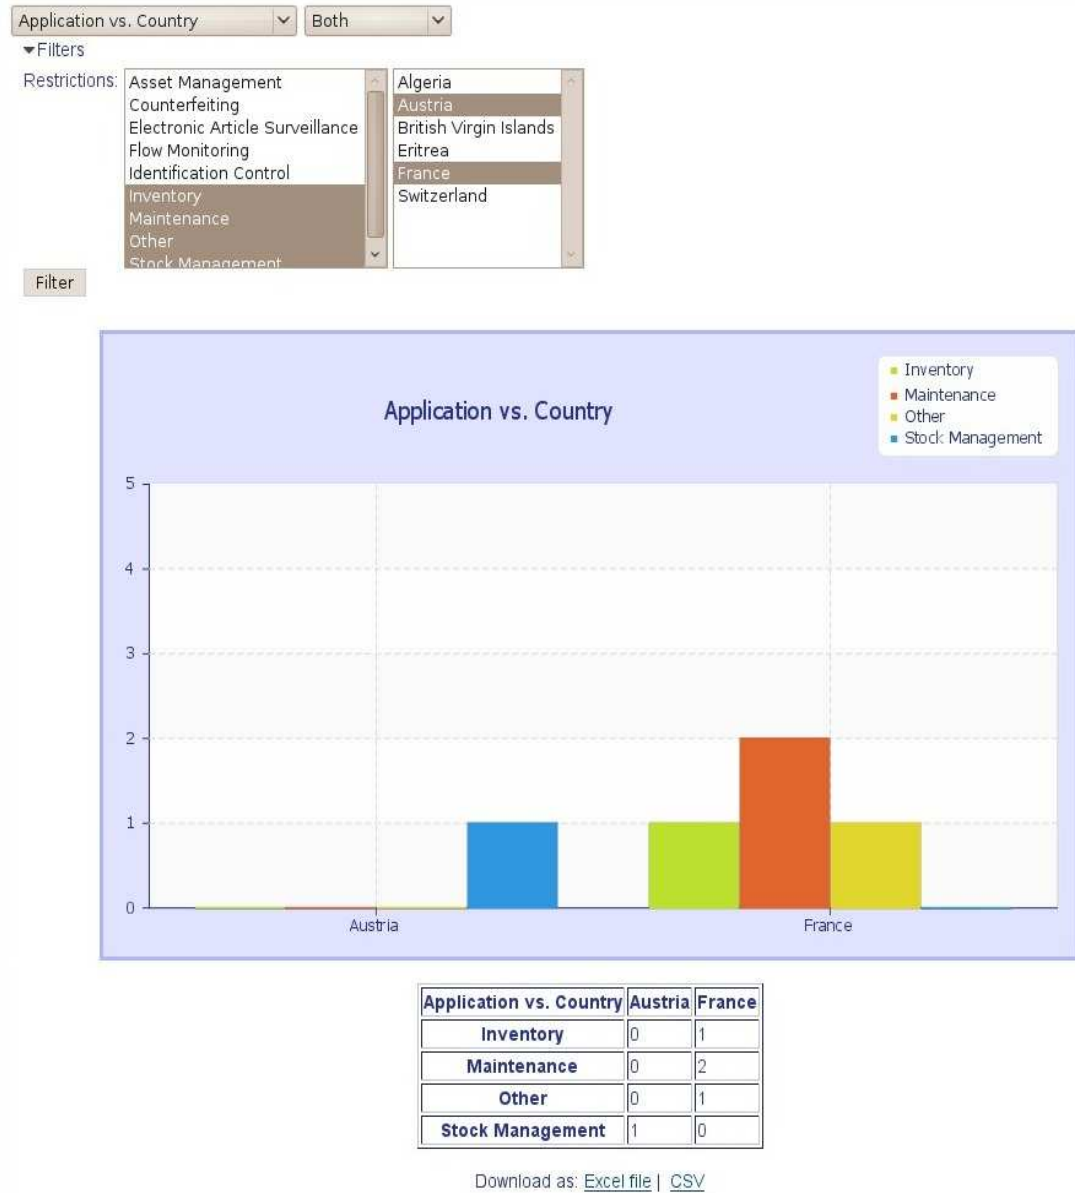 Application vs. Country Both
Filters
Restrictions:
Asset Management
Counterfeiting
Electronic Article Surveillance
Flow Monitoring
Identification Control
Inventory
Maintenance
Other
Stock Management
Algeria
Austria
British Virgin Islands
Eritrea
France
Switzerland
Filter
Application vs. Country
Inventory
Maintenance
Other
Stock Management
5
4
3
2
1
0
Austria France
Application vs. Country Austria France
Inventory 0 1
Maintenance 0 2
Other 0 1
Stock Management 1 0
Download as: Excel file | CSV